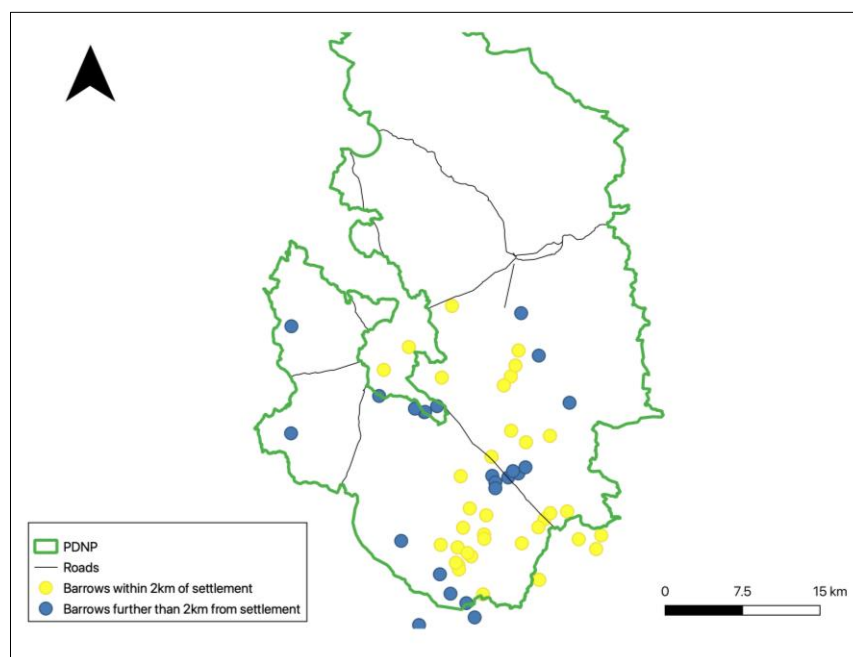 PDNP
Roads
Barrows within 2km of settlement
Barrows further than 2km from settlement
0 7.5 15 km